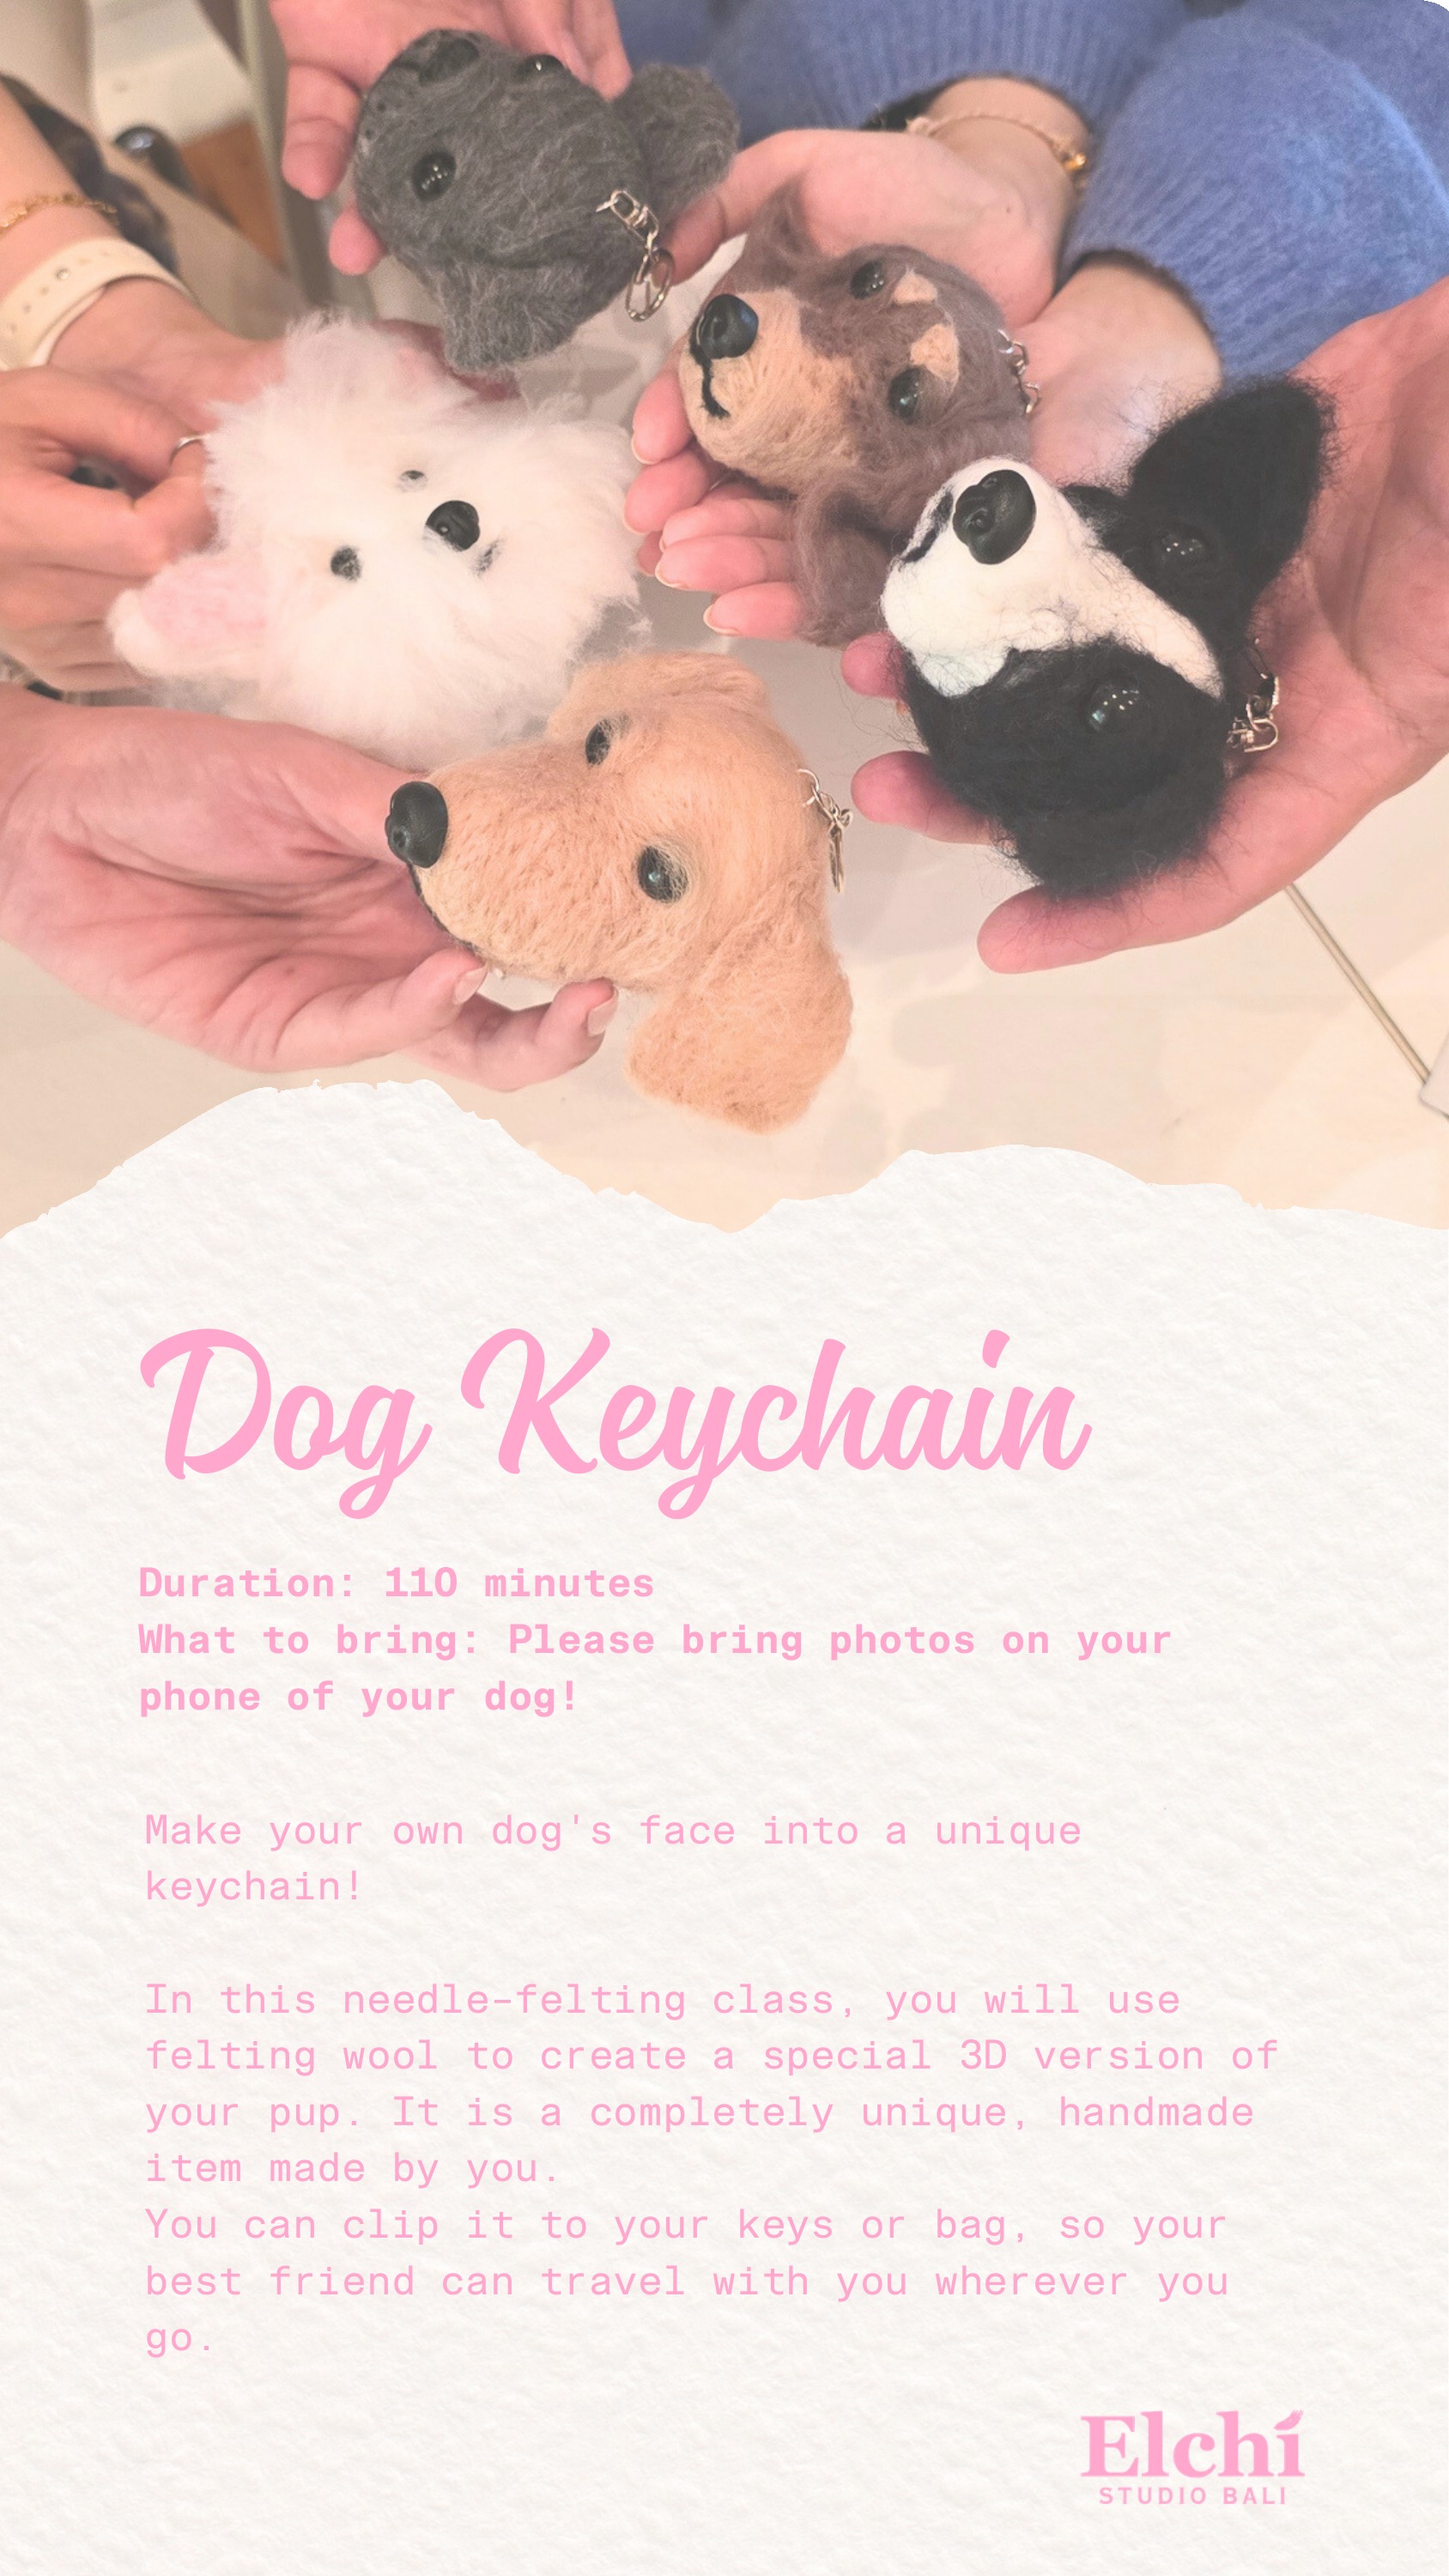 Dog Keychain
Duration: 110 minutes
What to bring: Please bring photos on your
phone of your dog!
Make your own dog's face into a unique
keychain!
In this needle-felting class, you will use
felting wool to create a special 3D version of
your pup. It is a completely unique, handmade
item made by you.
You can clip it to your keys or bag, so your
best friend can travel with you wherever you
go.
Elchi
STUDIO BALI